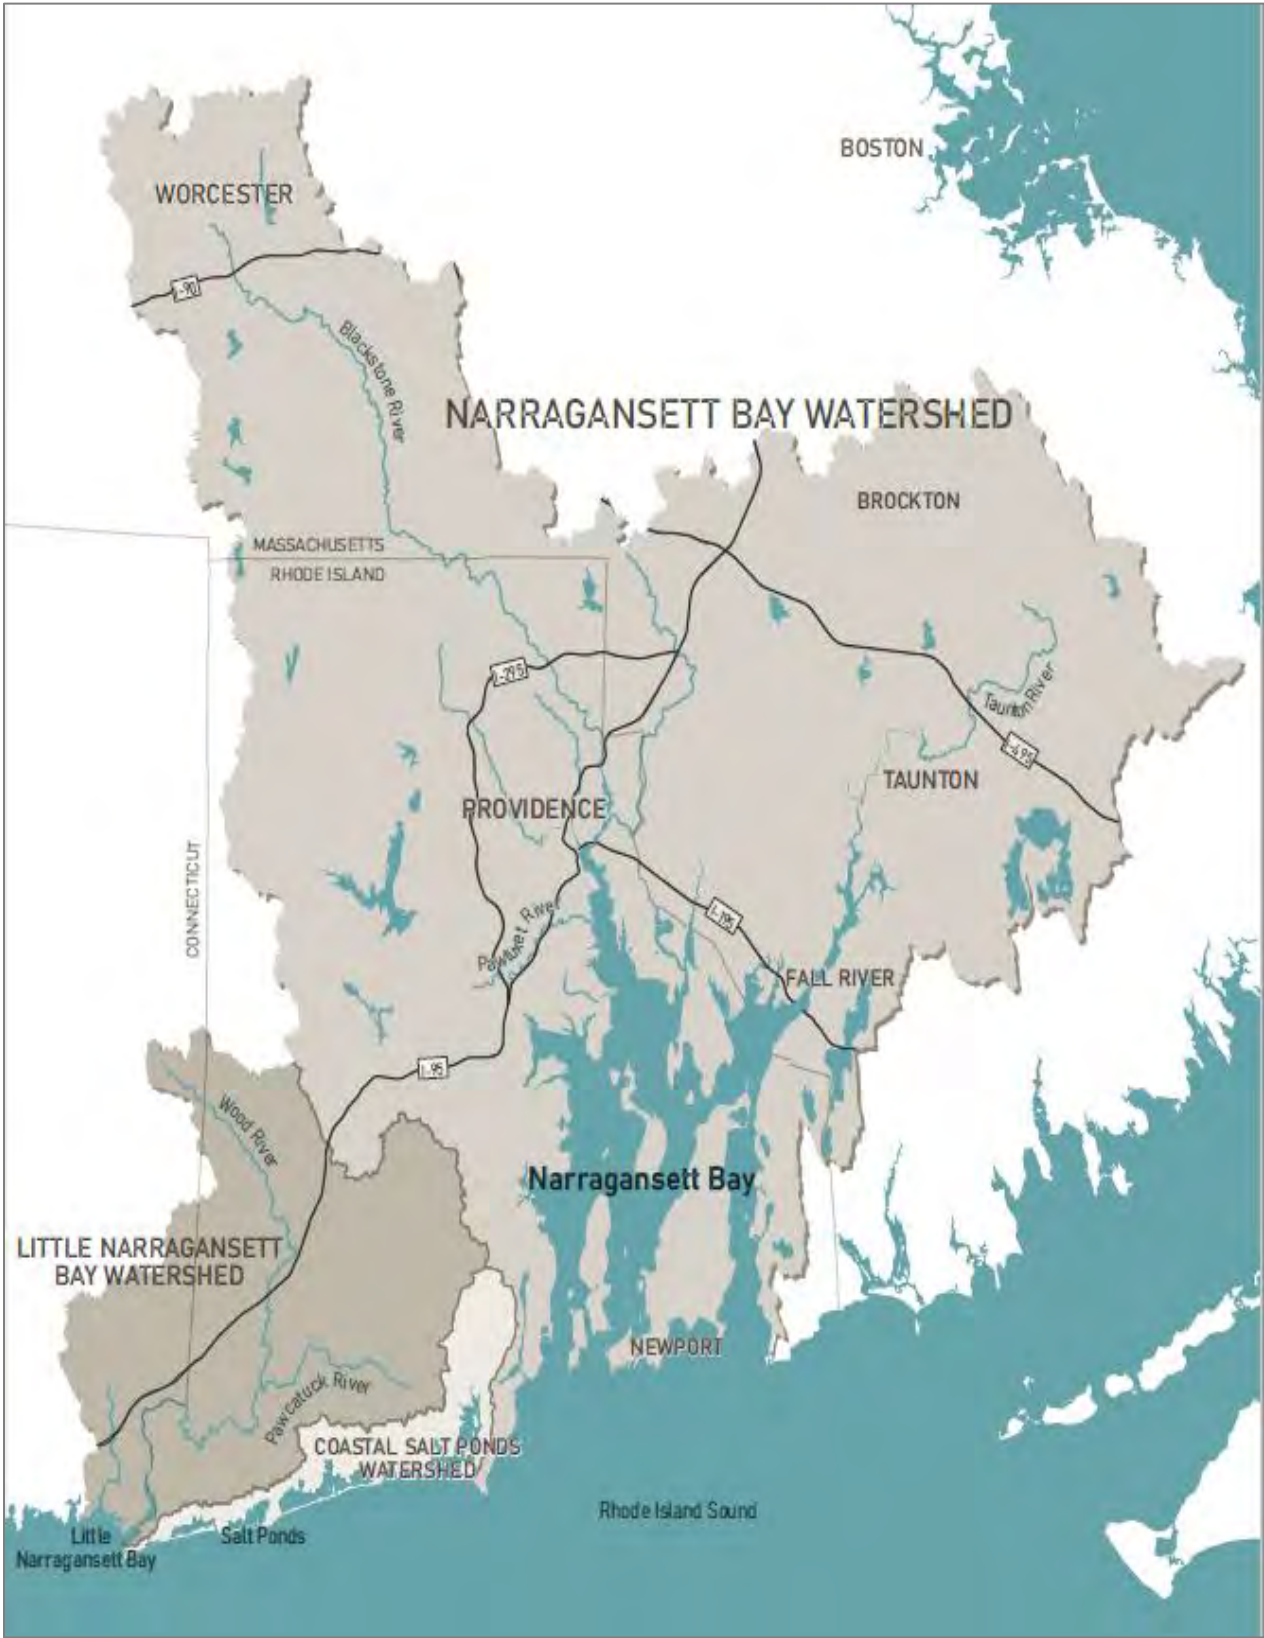 BOSTON
WORCESTER
I-90
Blackstone River
NARRAGANSETT BAY WATERSHED
BROCKTON
MASSACHUSETTS
RHODE ISLAND
I-295
Taunton River
I-495
TAUNTON
PROVIDENCE
CONNECTICUT
I-195
Pawtuxet River
FALL RIVER
I-95
Wood River
Narragansett Bay
LITTLE NARRAGANSETT
BAY WATERSHED
NEWPORT
Pawcatuck River
COASTAL SALT PONDS
WATERSHED
Rhode Island Sound
Little
Narragansett Bay
Salt Ponds